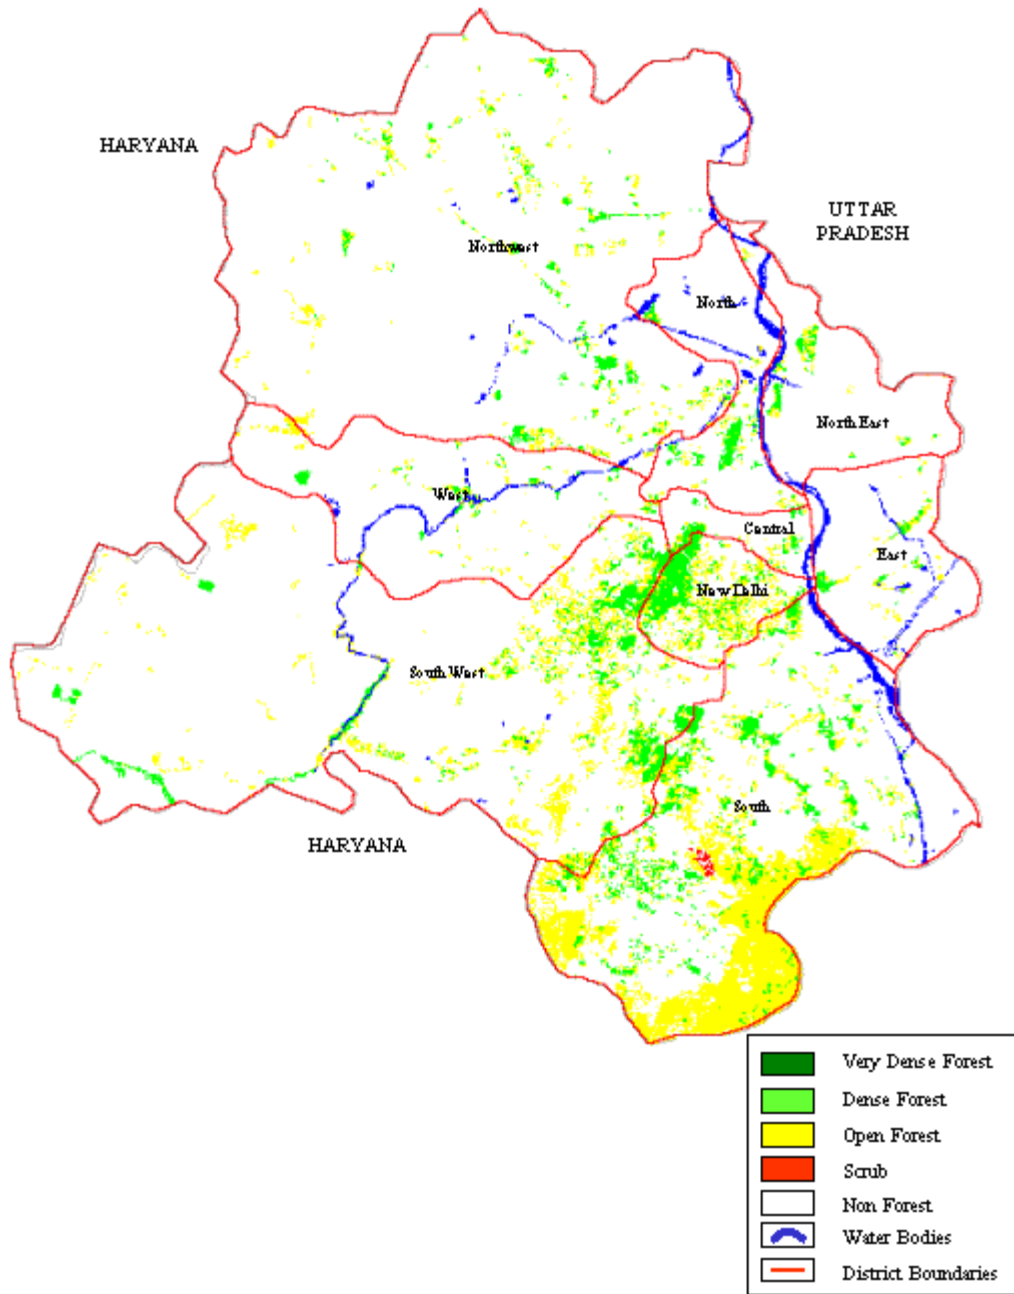 HARYANA
UTTAR
PRADESH
Northwest
North
North East
West
Central
East
New Delhi
South West
South
HARYANA
Very Dense Forest
Dense Forest
Open Forest
Scrub
Non Forest
Water Bodies
District Boundaries